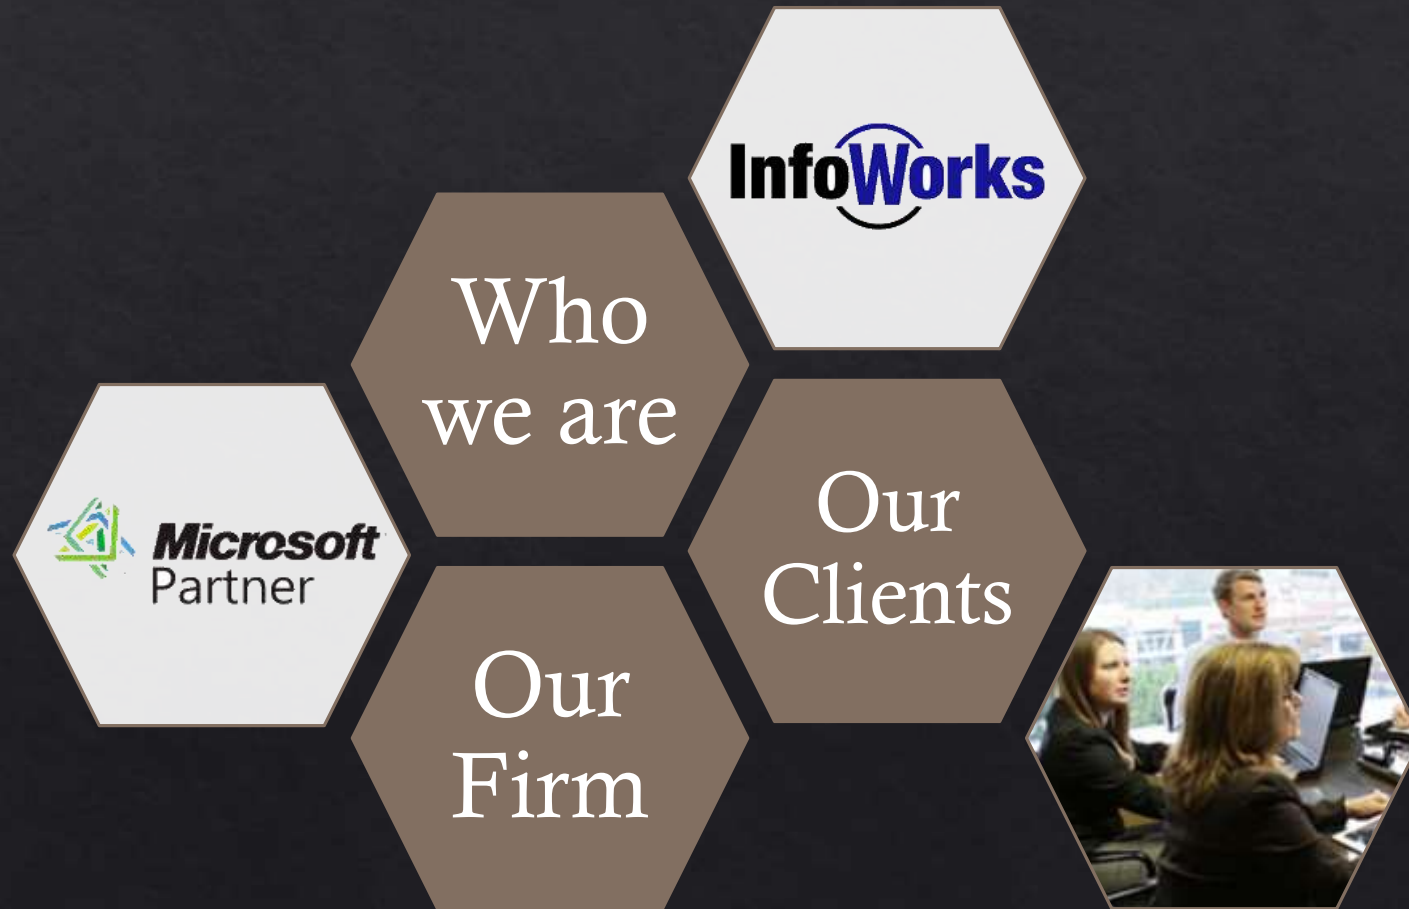 InfoWorks
Who
we are
Our
Clients
Microsoft
Partner
Our
Firm